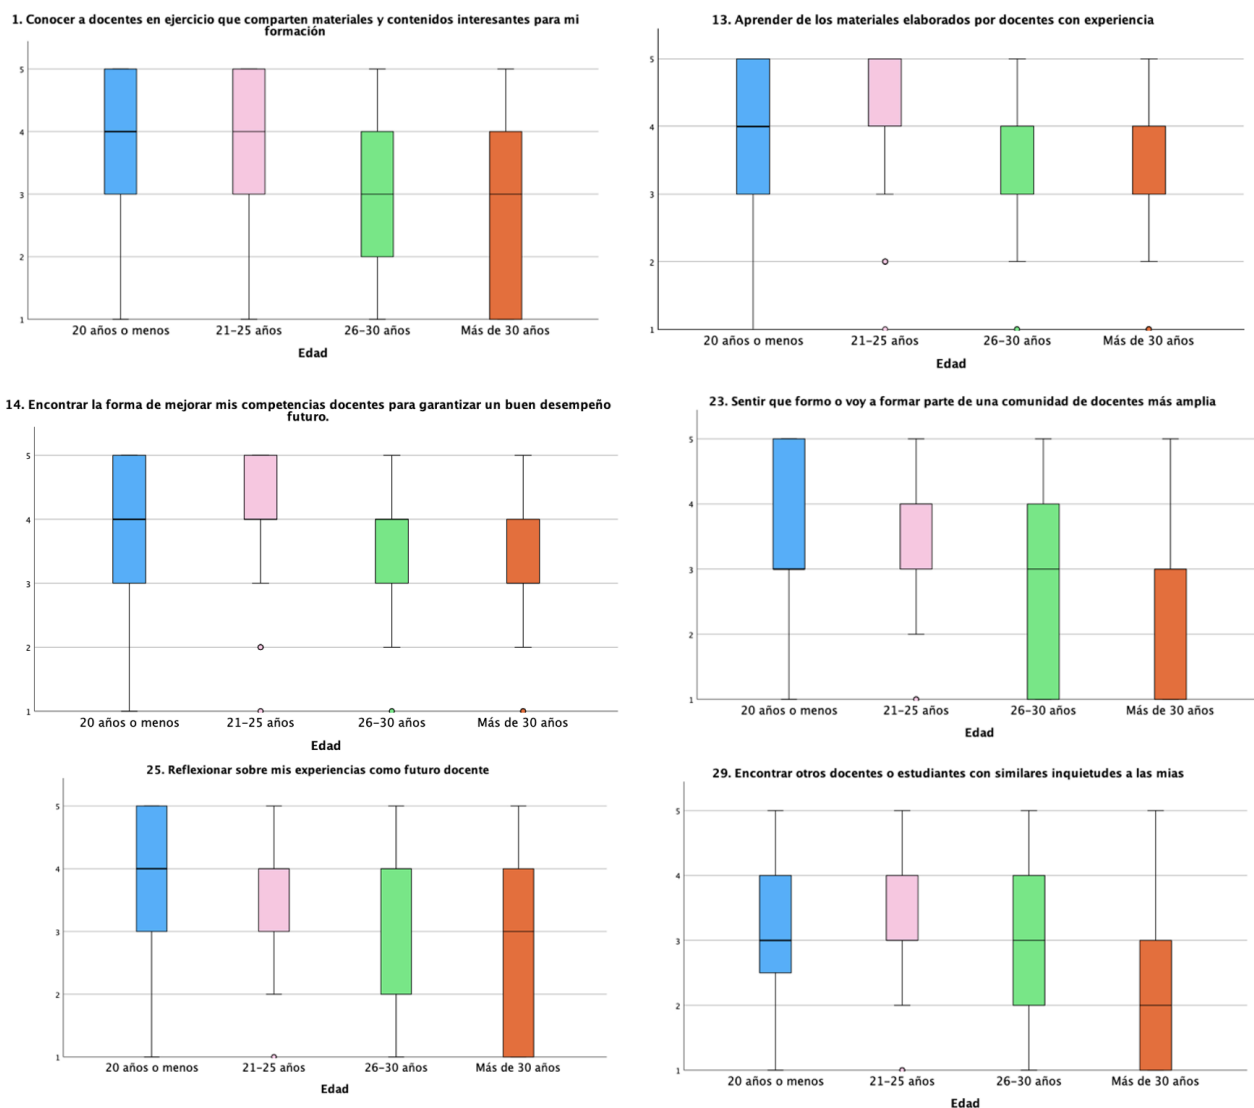 1. Conocer a docentes en ejercicio que comparten materiales y contenidos interesantes para mi
formación
5
4
3
2
1
20 años o menos 21-25 años 26-30 años Más de 30 años
Edad
13. Aprender de los materiales elaborados por docentes con experiencia
5
4
3
2
1
20 años o menos 21-25 años 26-30 años Más de 30 años
Edad
14. Encontrar la forma de mejorar mis competencias docentes para garantizar un buen desempeño
futuro.
5
4
3
2
1
20 años o menos 21-25 años 26-30 años Más de 30 años
Edad
23. Sentir que formo o voy a formar parte de una comunidad de docentes más amplia
5
4
3
2
1
20 años o menos 21-25 años 26-30 años Más de 30 años
Edad
25. Reflexionar sobre mis experiencias como futuro docente
5
4
3
2
1
20 años o menos 21-25 años 26-30 años Más de 30 años
Edad
29. Encontrar otros docentes o estudiantes con similares inquietudes a las mias
5
4
3
2
1
20 años o menos 21-25 años 26-30 años Más de 30 años
Edad